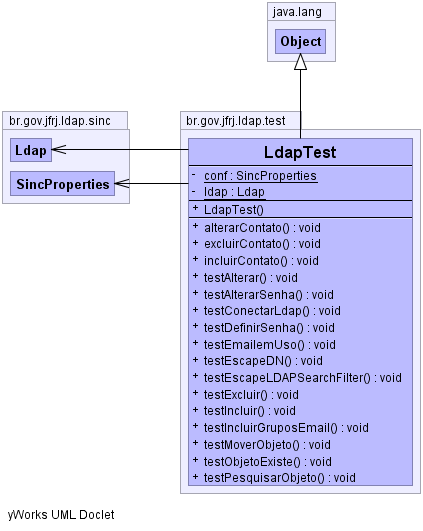 java.lang
Object
br.gov.jfrj.ldap.sinc
Ldap
SincProperties
br.gov.jfrj.ldap.test
LdapTest
- conf : SincProperties
- ldap : Ldap
+ LdapTest()
+ alterarContato() : void
+ excluirContato() : void
+ incluirContato() : void
+ testAlterar() : void
+ testAlterarSenha() : void
+ testConectarLdap() : void
+ testDefinirSenha() : void
+ testEmailemUso() : void
+ testEscapeDN() : void
+ testEscapeLDAPSearchFilter() : void
+ testExcluir() : void
+ testIncluir() : void
+ testIncluirGruposEmail() : void
+ testMoverObjeto() : void
+ testObjetoExiste() : void
+ testPesquisarObjeto() : void
yWorks UML Doclet